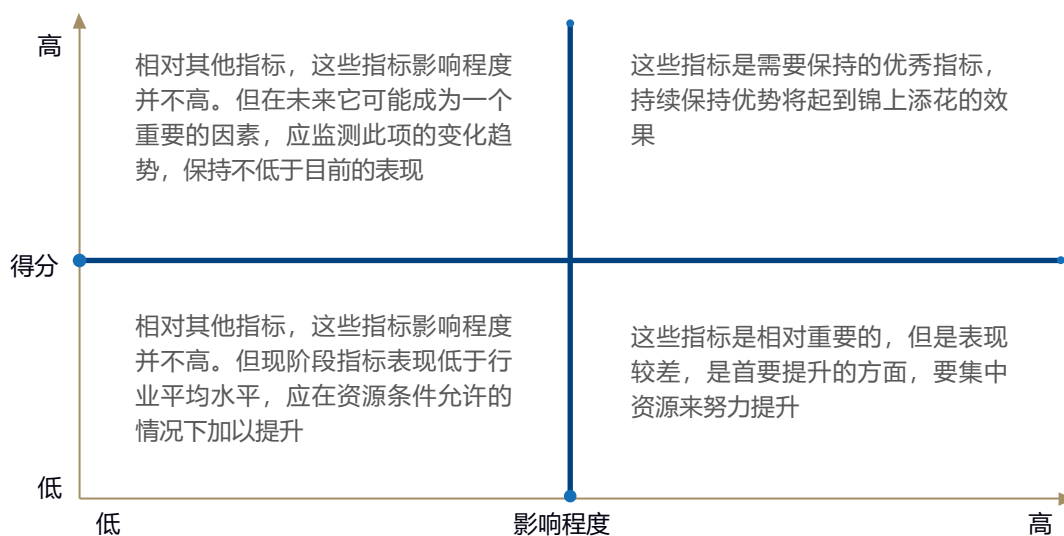 高
相对其他指标，这些指标影响程度
并不高。但在未来它可能成为一个
重要的因素，应监测此项的变化趋
势，保持不低于目前的表现
这些指标是需要保持的优秀指标，
持续保持优势将起到锦上添花的效
果
得分
相对其他指标，这些指标影响程度
并不高。但现阶段指标表现低于行
业平均水平，应在资源条件允许的
情况下加以提升
这些指标是相对重要的，但是表现
较差，是首要提升的方面，要集中
资源来努力提升
低
低
影响程度
高